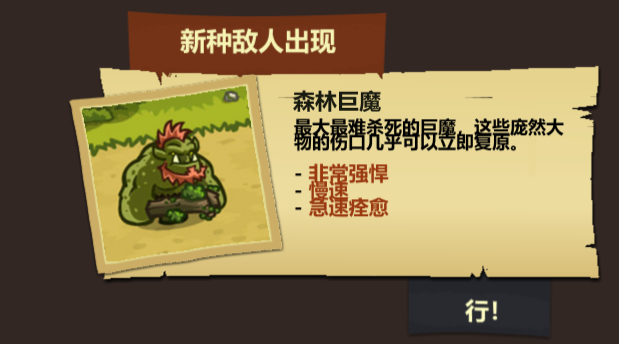 新种敌人出现
森林巨魔
最大最难杀死的巨魔，这些庞然大
物的伤口几乎可以立即复原。
- 非常强悍
- 慢速
- 急速痊愈
行!